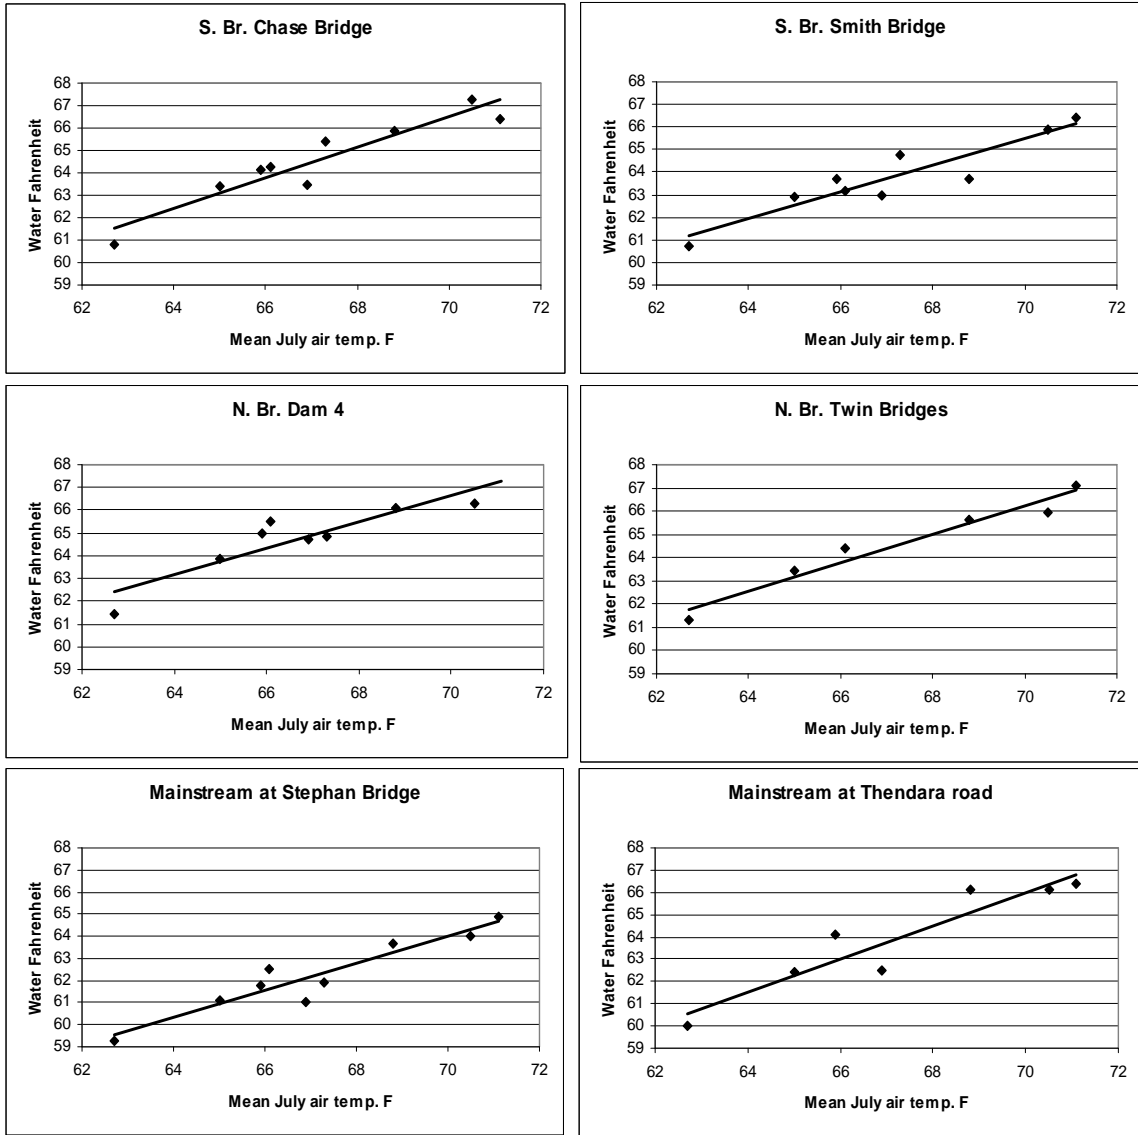 S. Br. Chase Bridge
68
67
66
65
64
63
62
61
60
59
Water Fahrenheit
62 64 66 68 70 72
Mean July air temp. F
S. Br. Smith Bridge
68
67
66
65
64
63
62
61
60
59
Water Fahrenheit
62 64 66 68 70 72
Mean July air temp. F
N. Br. Dam 4
68
67
66
65
64
63
62
61
60
59
Water Fahrenheit
62 64 66 68 70 72
Mean July air temp. F
N. Br. Twin Bridges
68
67
66
65
64
63
62
61
60
59
Water Fahrenheit
62 64 66 68 70 72
Mean July air temp. F
Mainstream at Stephan Bridge
68
67
66
65
64
63
62
61
60
59
Water Fahrenheit
62 64 66 68 70 72
Mean July air temp. F
Mainstream at Thendara road
68
67
66
65
64
63
62
61
60
59
Water Fahrenheit
62 64 66 68 70 72
Mean July air temp. F